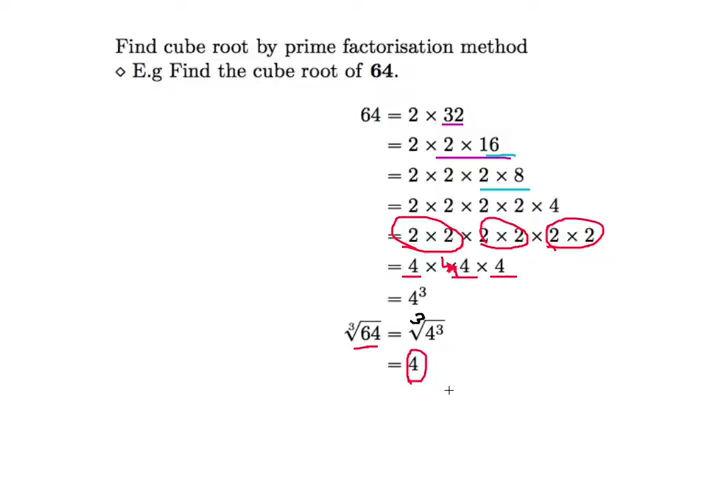 Find cube root by prime factorisation method
⋄ E.g Find the cube root of 64.
64 = 2 × 32
= 2 × 2 × 16
= 2 × 2 × 2 × 8
= 2 × 2 × 2 × 2 × 4
= 2 × 2 × 2 × 2 × 2 × 2
= 4 × 4 × 4
= 4³
∛64 = ∛4³
= 4